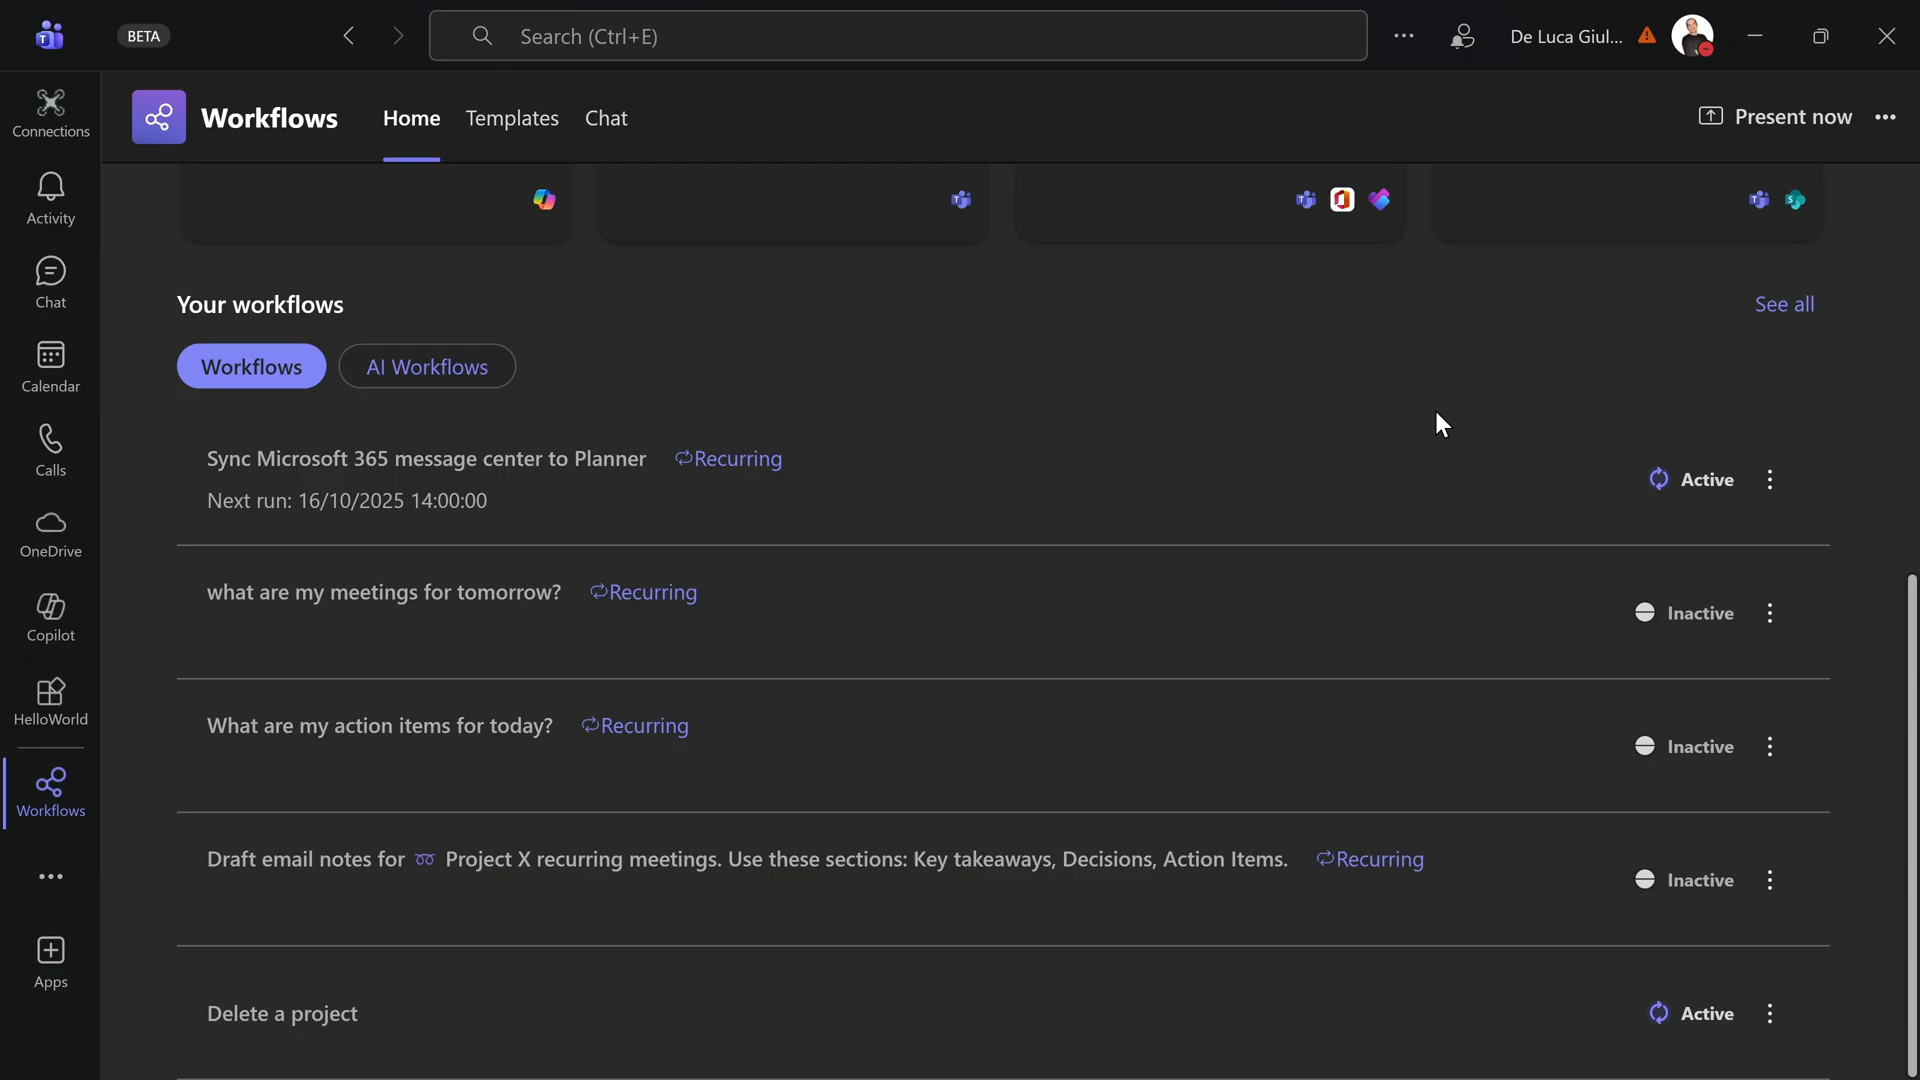 BETA
Search (Ctrl+E)
De Luca Giul...
Connections
Activity
Chat
Calendar
Calls
OneDrive
Copilot
HelloWorld
Workflows
Apps
Workflows
Home
Templates
Chat
Present now
Your workflows
See all
Workflows
AI Workflows
Sync Microsoft 365 message center to Planner Recurring
Next run: 16/10/2025 14:00:00
Active
what are my meetings for tomorrow? Recurring
Inactive
What are my action items for today? Recurring
Inactive
Draft email notes for ➿ Project X recurring meetings. Use these sections: Key takeaways, Decisions, Action Items. Recurring
Inactive
Delete a project
Active